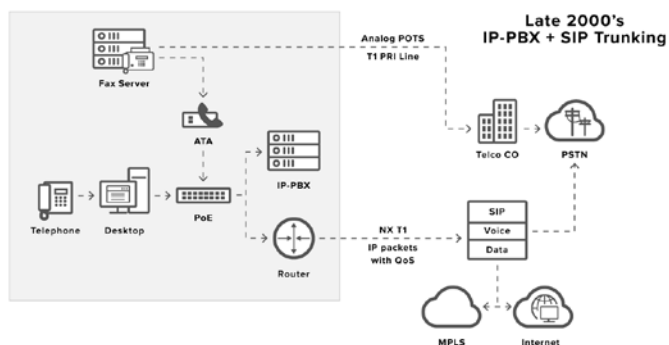 Late 2000's
IP-PBX + SIP Trunking
Analog POTS
T1 PRI Line
Fax Server
ATA
Telco CO
PSTN
IP-PBX
Telephone
Desktop
PoE
SIP
Voice
Data
NX T1
IP packets
with QoS
Router
MPLS
Internet